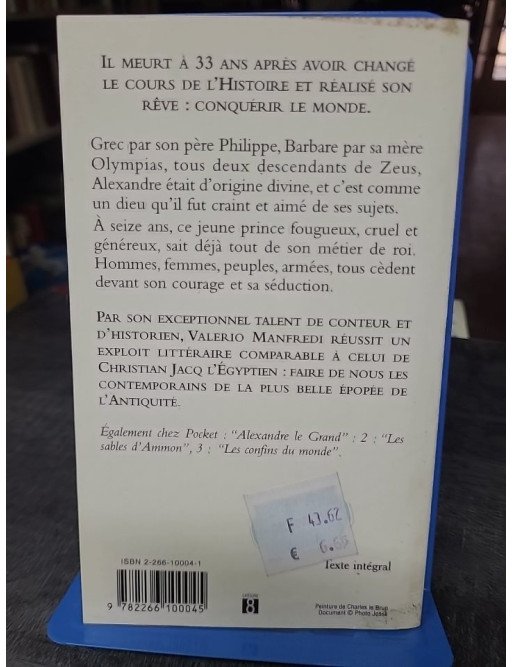 IL MEURT À 33 ANS APRÈS AVOIR CHANGÉ
LE COURS DE L'HISTOIRE ET RÉALISÉ SON
RÊVE : CONQUÉRIR LE MONDE.
Grec par son père Philippe, Barbare par sa mère
Olympias, tous deux descendants de Zeus,
Alexandre était d'origine divine, et c'est comme
un dieu qu'il fut craint et aimé de ses sujets.
À seize ans, ce jeune prince fougueux, cruel et
généreux, sait déjà tout de son métier de roi.
Hommes, femmes, peuples, armées, tous cèdent
devant son courage et sa séduction.
PAR SON EXCEPTIONNEL TALENT DE CONTEUR ET
D'HISTORIEN, VALERIO MANFREDI RÉUSSIT UN
EXPLOIT LITTÉRAIRE COMPARABLE À CELUI DE
CHRISTIAN JACQ L'ÉGYPTIEN : FAIRE DE NOUS LES
CONTEMPORAINS DE LA PLUS BELLE ÉPOPÉE DE
L'ANTIQUITÉ.
Également chez Pocket : "Alexandre le Grand" : 2 : "Les
sables d'Ammon", 3 : "Les confins du monde".
F 43.62
€ 6.65
Texte intégral
ISBN 2-266-10004-1
9 782266 100045
CATÉGORIE
8
Peinture de Charles le Brun
Document © Photo Josse